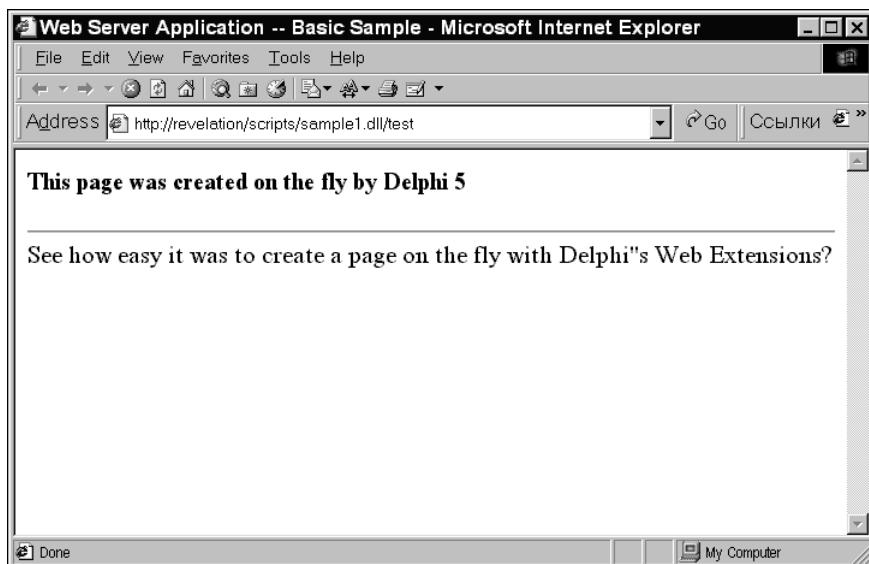 Web Server Application -- Basic Sample - Microsoft Internet Explorer
File Edit View Favorites Tools Help
Address http://revelation/scripts/sample1.dll/test Go Ссылки »
This page was created on the fly by Delphi 5
See how easy it was to create a page on the fly with Delphi''s Web Extensions?
Done My Computer